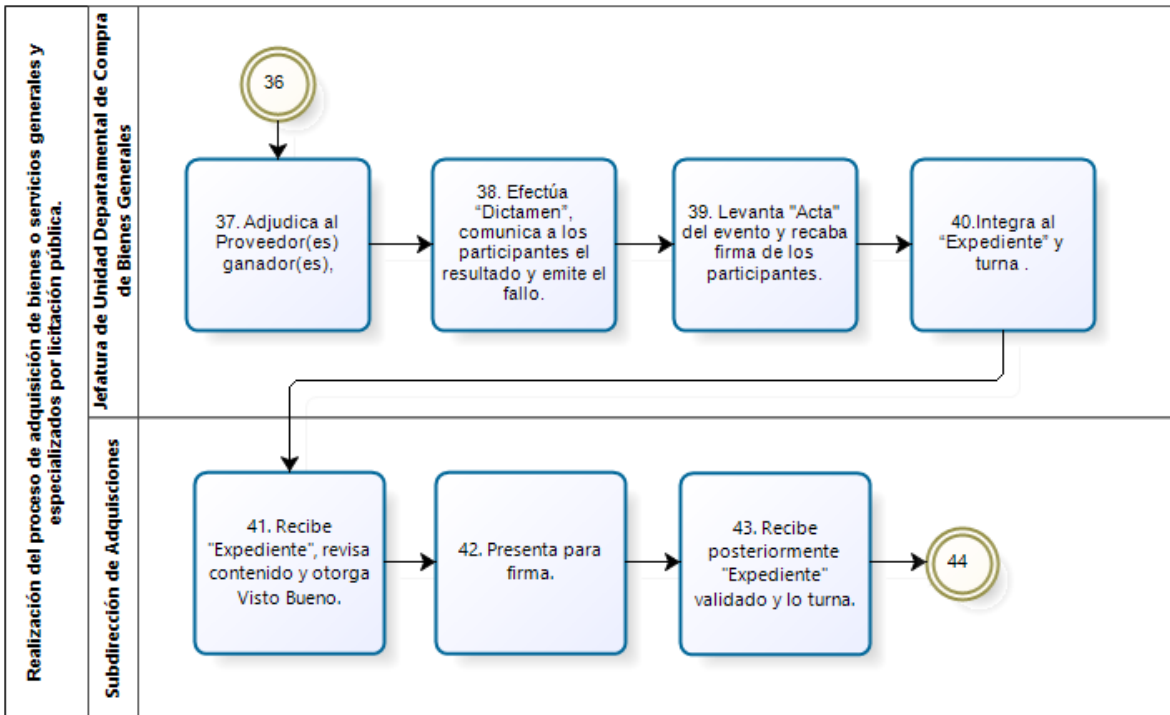 Realización del proceso de adquisición de bienes o servicios generales y
especializados por licitación pública.
Jefatura de Unidad Departamental de Compra
de Bienes Generales
36
37. Adjudica al
Proveedor(es)
ganador(es),
38. Efectúa
“Dictamen”,
comunica a los
participantes el
resultado y emite el
fallo.
39. Levanta "Acta"
del evento y recaba
firma de los
participantes.
40.Integra al
“Expediente” y
turna .
Subdirección de Adquisciones
41. Recibe
"Expediente", revisa
contenido y otorga
Visto Bueno.
42. Presenta para
firma.
43. Recibe
posteriormente
"Expediente"
validado y lo turna.
44